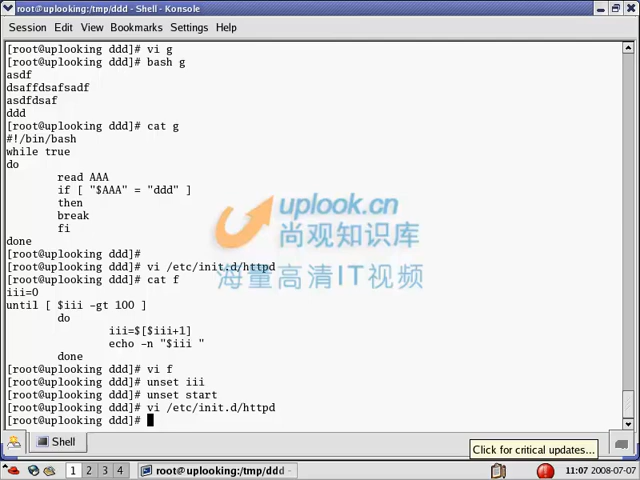 root@uplooking:/tmp/ddd - Shell - Konsole
Session Edit View Bookmarks Settings Help
[root@uplooking ddd]# vi g
[root@uplooking ddd]# bash g
asdf
dsaffdsafsadf
asdfdsaf
ddd
[root@uplooking ddd]# cat g
#!/bin/bash
while true
do
read AAA
if [ "$AAA" = "ddd" ]
then
break
fi
done
[root@uplooking ddd]#
[root@uplooking ddd]# vi /etc/init.d/httpd
[root@uplooking ddd]# cat f
iii=0
until [ $iii -gt 100 ]
do
iii=$[$iii+1]
echo -n "$iii "
done
[root@uplooking ddd]# vi f
[root@uplooking ddd]# unset iii
[root@uplooking ddd]# unset start
[root@uplooking ddd]# vi /etc/init.d/httpd
[root@uplooking ddd]#
uplook.cn
尚观知识库
海量高清IT视频
Shell
Click for critical updates...
1 2 3 4
root@uplooking:/tmp/ddd -
11:07 2008-07-07